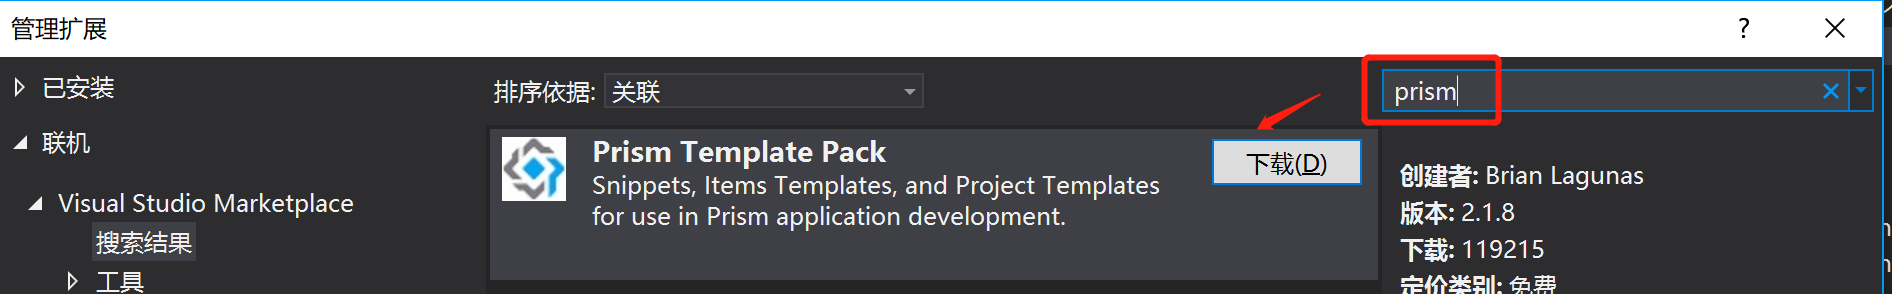 管理扩展
?
已安装
联机
Visual Studio Marketplace
搜索结果
工具
排序依据: 关联
Prism Template Pack
Snippets, Items Templates, and Project Templates
for use in Prism application development.
下载(D)
prism
创建者: Brian Lagunas
版本: 2.1.8
下载: 119215
定价类别: 免费